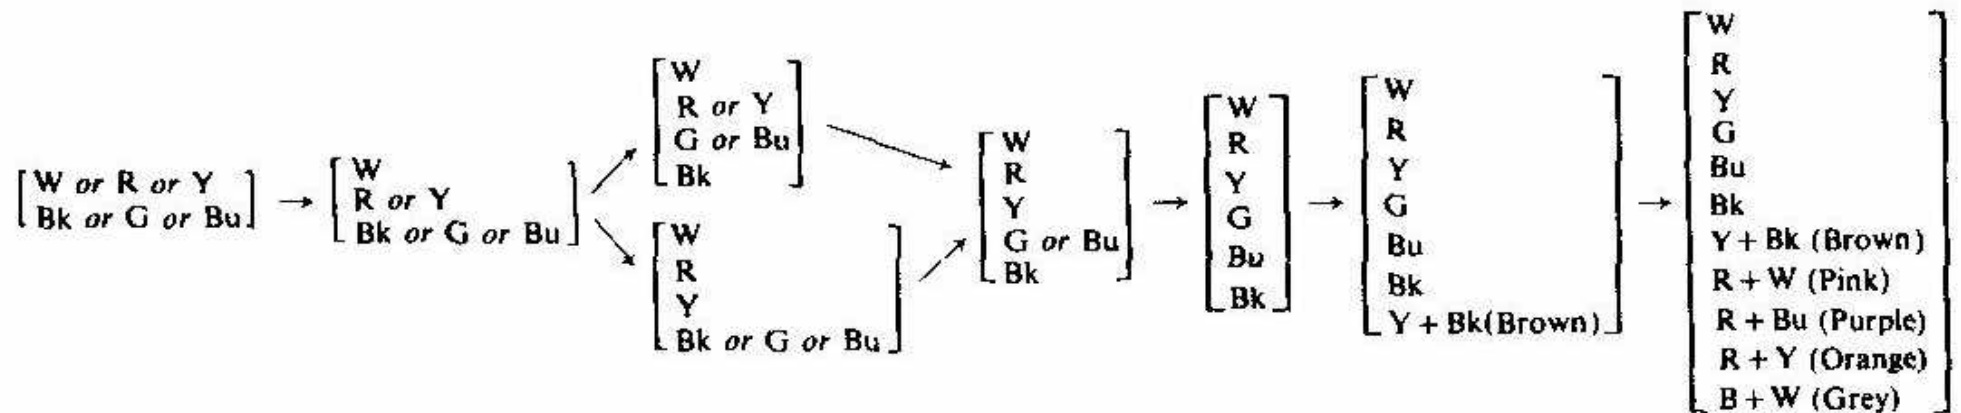 W or R or Y
Bk or G or Bu
W
R or Y
Bk or G or Bu
W
R or Y
G or Bu
Bk
W
R
Y
Bk or G or Bu
W
R
Y
G or Bu
Bk
W
R
Y
G
Bu
Bk
W
R
Y
G
Bu
Bk
Y + Bk(Brown)
W
R
Y
G
Bu
Bk
Y + Bk (Brown)
R + W (Pink)
R + Bu (Purple)
R + Y (Orange)
B + W (Grey)